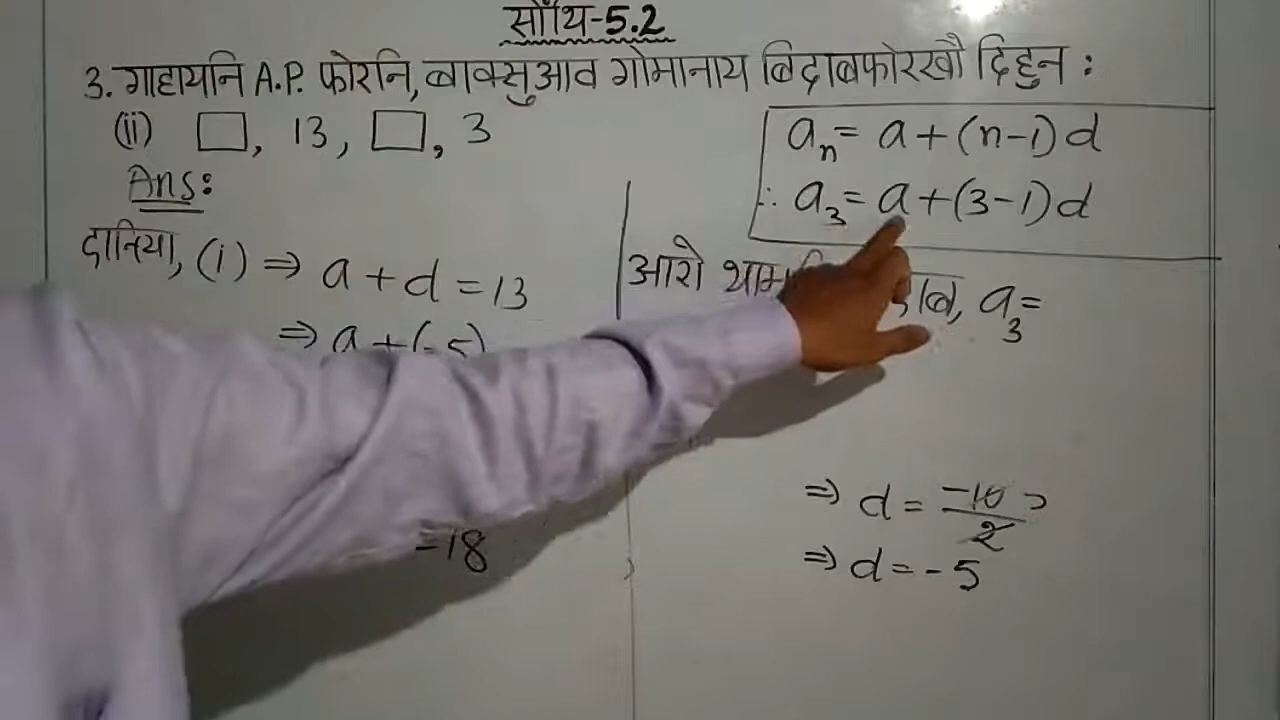 सोंथि-5.2
3. गाहायनि A.P. फोरनि, बाक्सुआव गोमानाय बिदाबफोरखौ दिहुन :
(ii) □, 13, □, 3
Ans:
aₙ = a + (n-1)d
∴ a₃ = a + (3-1)d
दानिया, (i) ⇒ a + d = 13
⇒ a + (-5)
=18
आरो
a₃ =
⇒ d = -10/2
⇒ d = -5